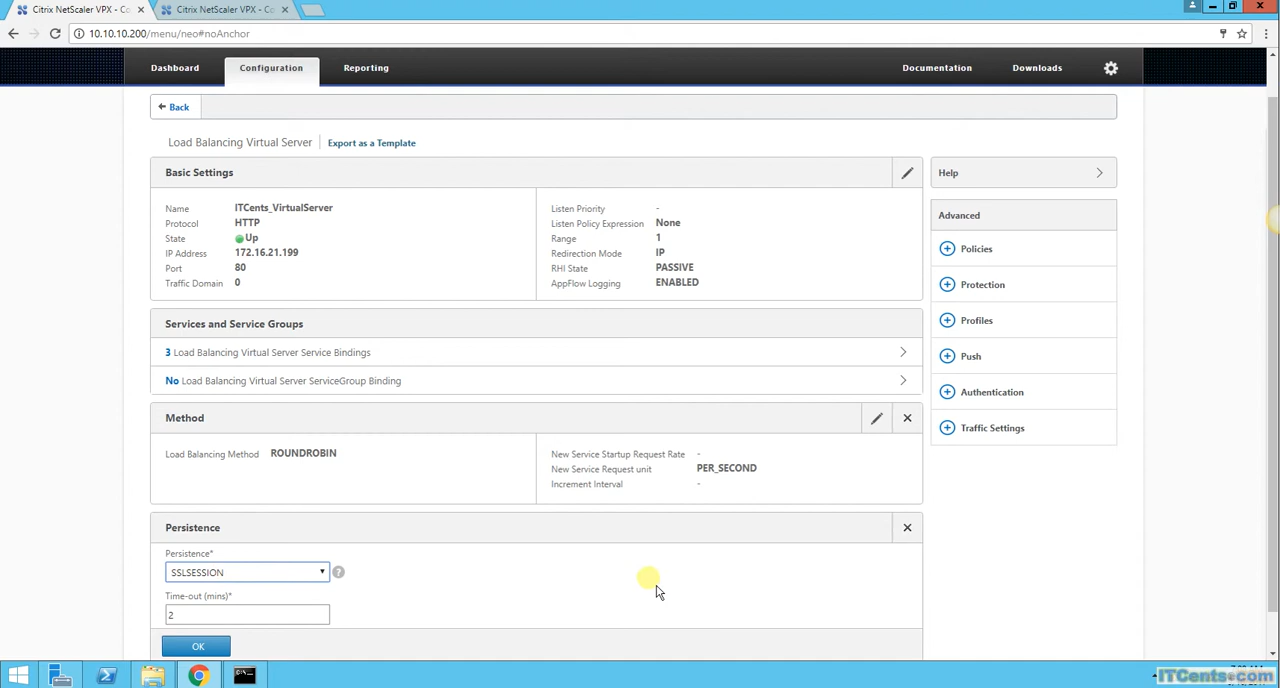 Citrix NetScaler VPX - Co
Citrix NetScaler VPX - Co
10.10.10.200/menu/neo#noAnchor
Dashboard
Configuration
Reporting
Documentation
Downloads
Back
Load Balancing Virtual Server
Export as a Template
Basic Settings
Name ITCents_VirtualServer
Protocol HTTP
State Up
IP Address 172.16.21.199
Port 80
Traffic Domain 0
Listen Priority -
Listen Policy Expression None
Range 1
Redirection Mode IP
RHI State PASSIVE
AppFlow Logging ENABLED
Services and Service Groups
3 Load Balancing Virtual Server Service Bindings
No Load Balancing Virtual Server ServiceGroup Binding
Method
Load Balancing Method ROUNDROBIN
New Service Startup Request Rate -
New Service Request unit PER_SECOND
Increment Interval -
Persistence
Persistence*
SSLSESSION
Time-out (mins)*
2
OK
Help
Advanced
Policies
Protection
Profiles
Push
Authentication
Traffic Settings
ITCents.com